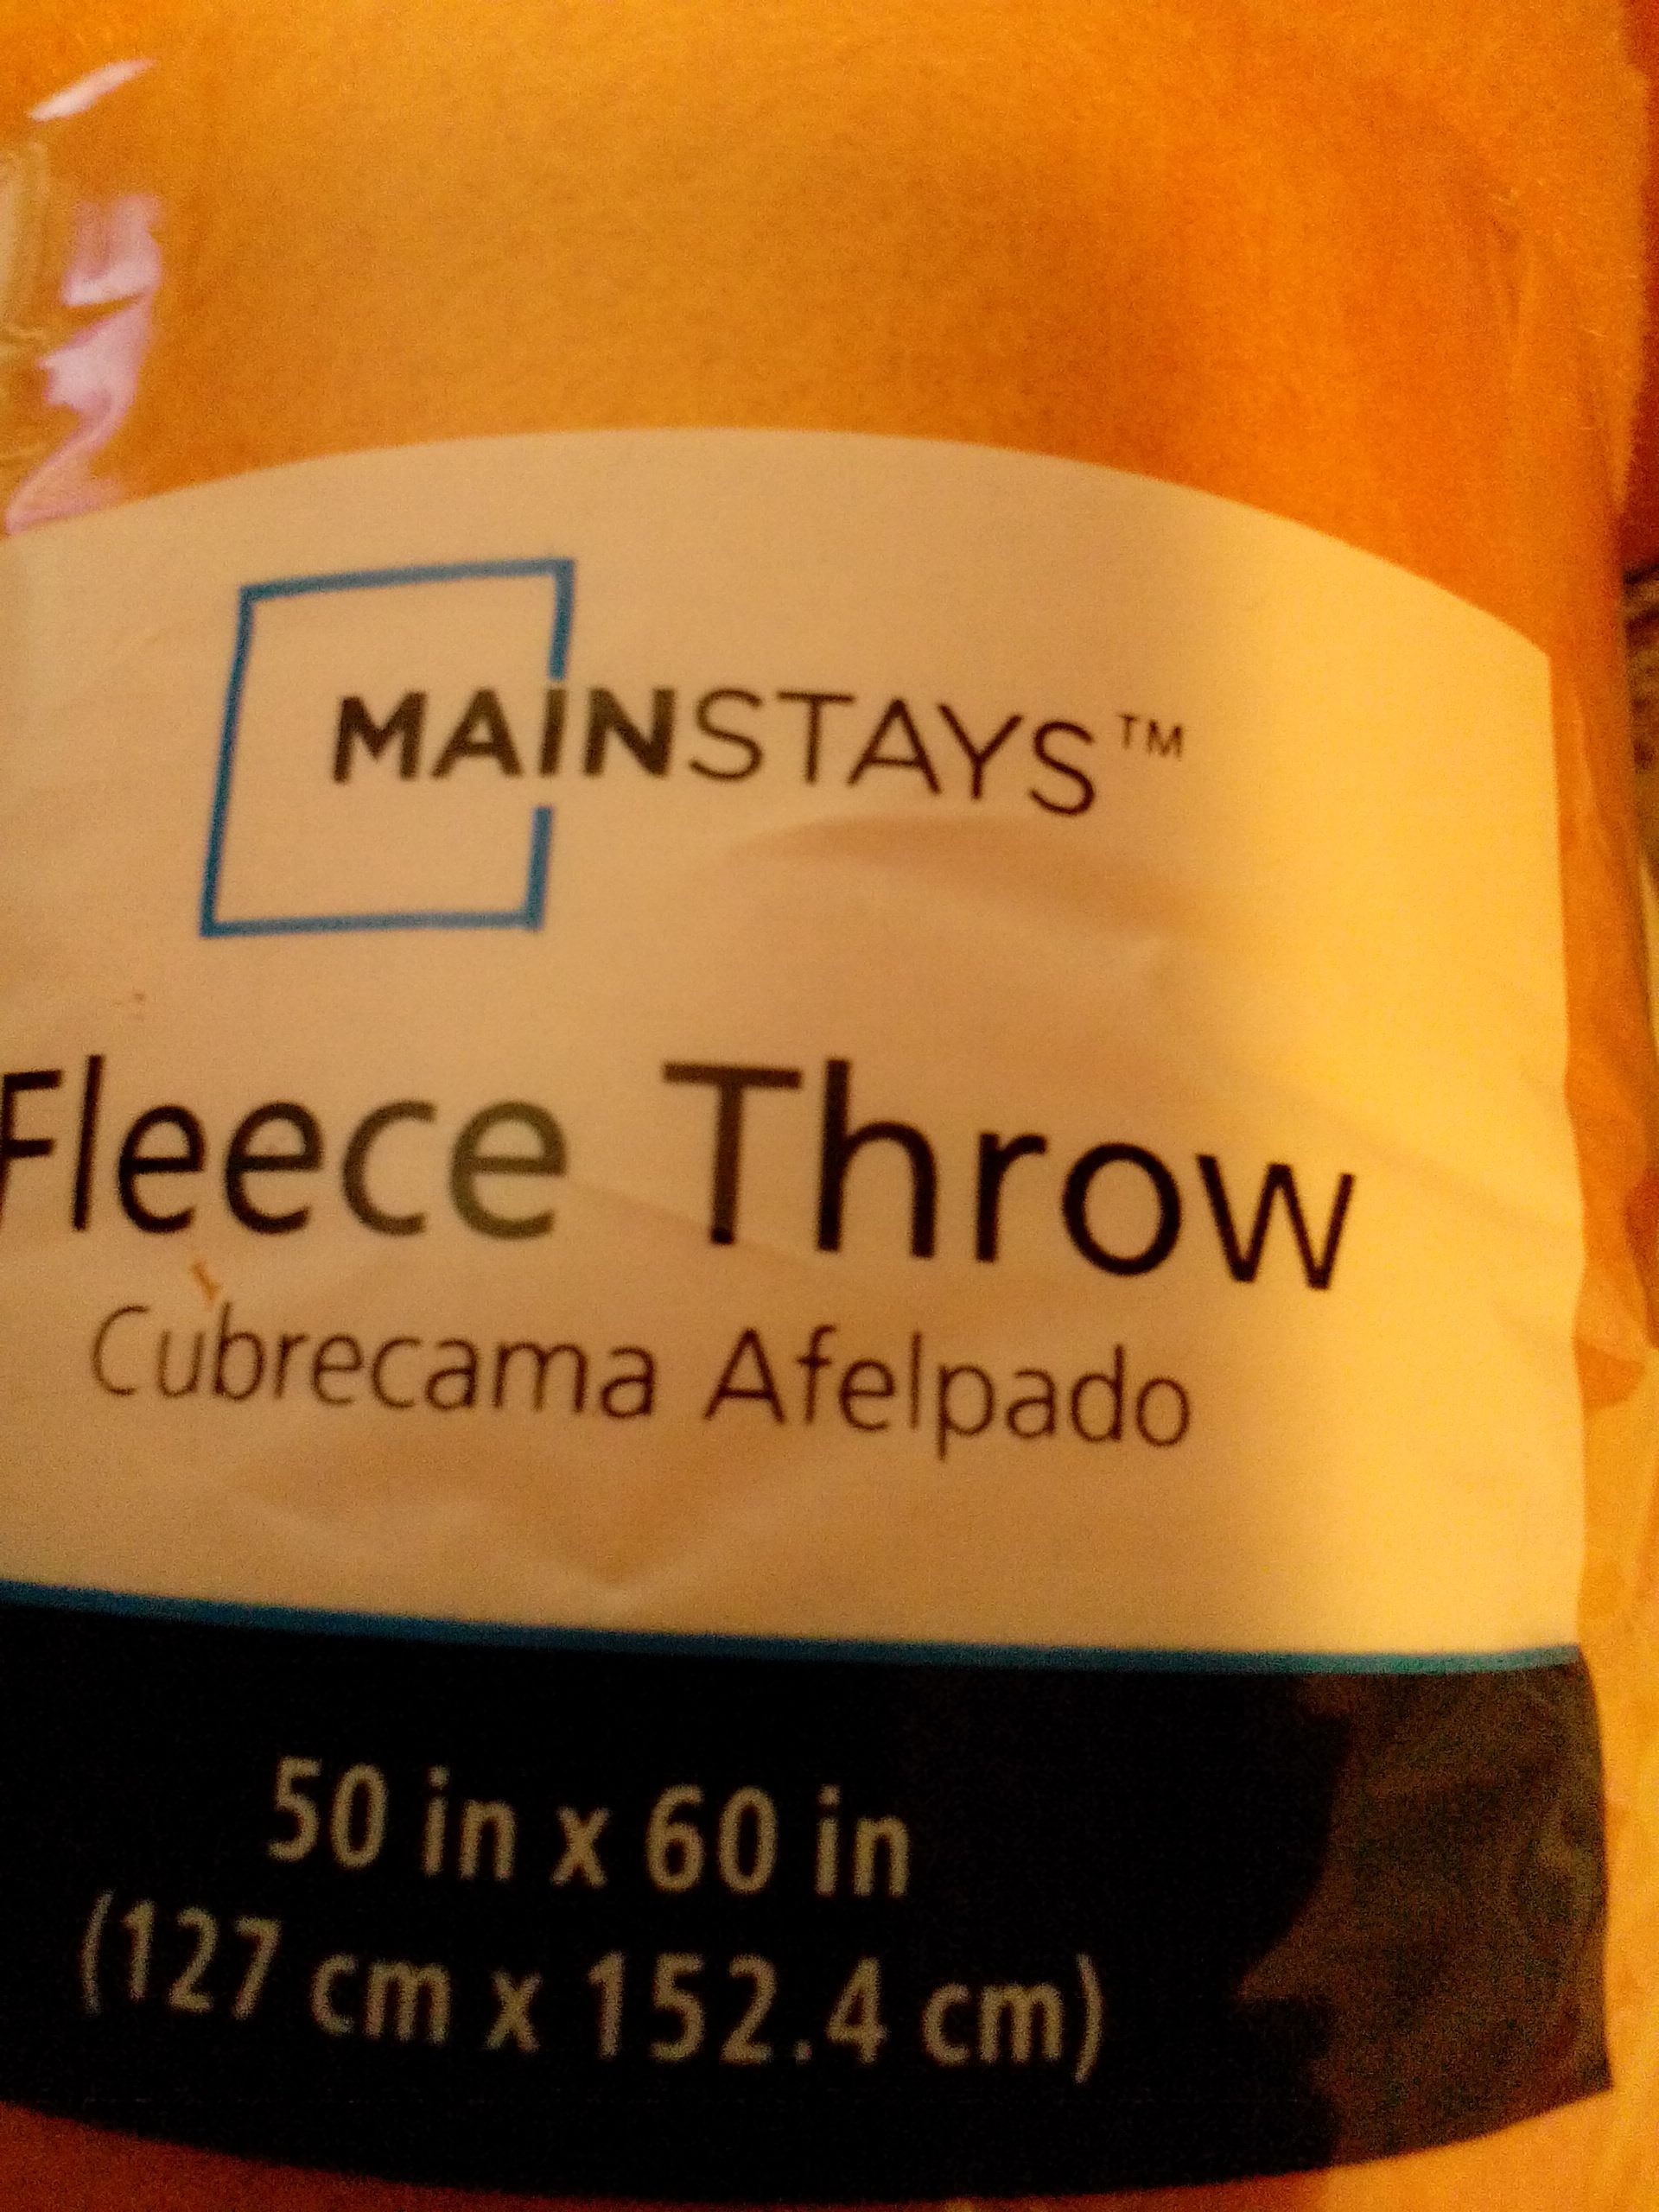 MAINSTAYS™
Fleece Throw
Cubrecama Afelpado
50 in x 60 in
(127 cm x 152.4 cm)